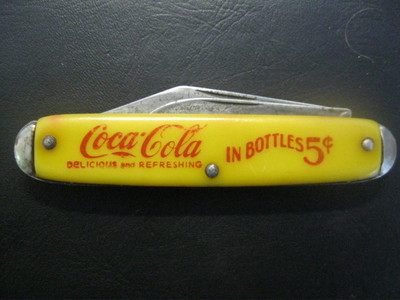 Coca-Cola
DELICIOUS and REFRESHING
IN BOTTLES 5¢